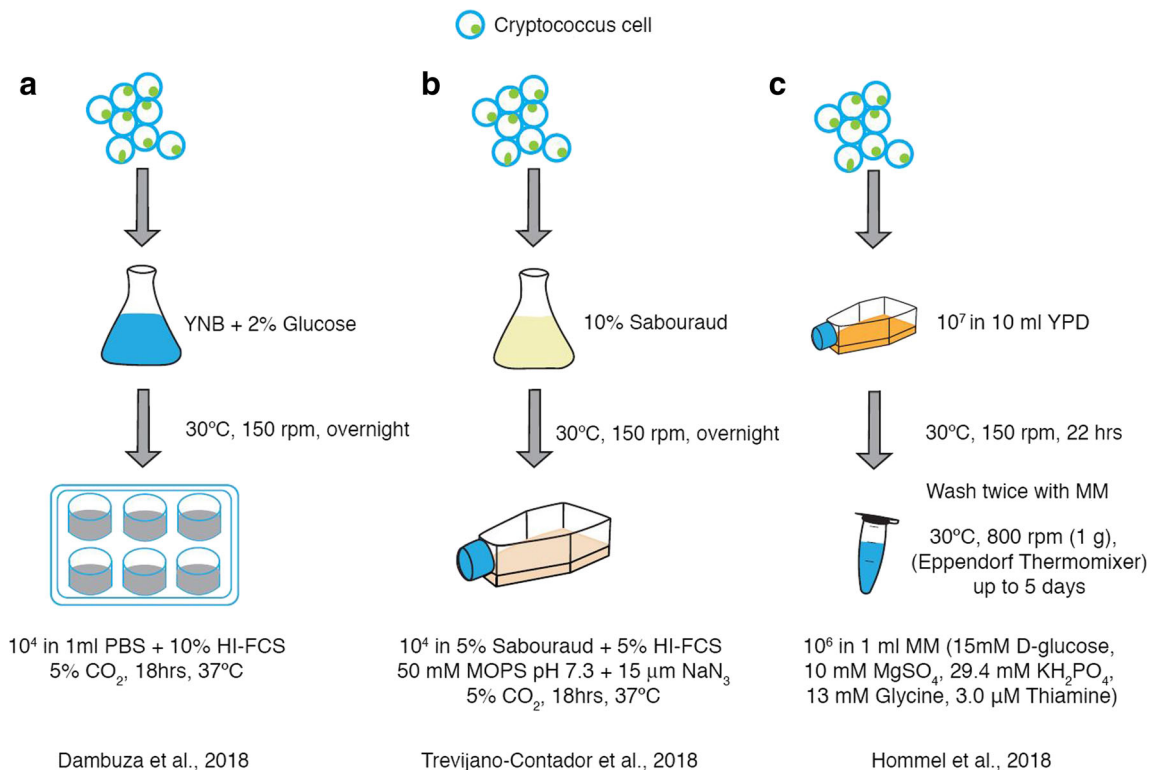 Cryptococcus cell
a
YNB + 2% Glucose
30ºC, 150 rpm, overnight
10⁴ in 1ml PBS + 10% HI-FCS
5% CO₂, 18hrs, 37ºC
Dambuza et al., 2018
b
10% Sabouraud
30ºC, 150 rpm, overnight
10⁴ in 5% Sabouraud + 5% HI-FCS
50 mM MOPS pH 7.3 + 15 µm NaN₃
5% CO₂, 18hrs, 37ºC
Trevijano-Contador et al., 2018
c
10⁷ in 10 ml YPD
30ºC, 150 rpm, 22 hrs
Wash twice with MM
30ºC, 800 rpm (1 g),
(Eppendorf Thermomixer)
up to 5 days
10⁶ in 1 ml MM (15mM D-glucose,
10 mM MgSO₄, 29.4 mM KH₂PO₄,
13 mM Glycine, 3.0 µM Thiamine)
Hommel et al., 2018